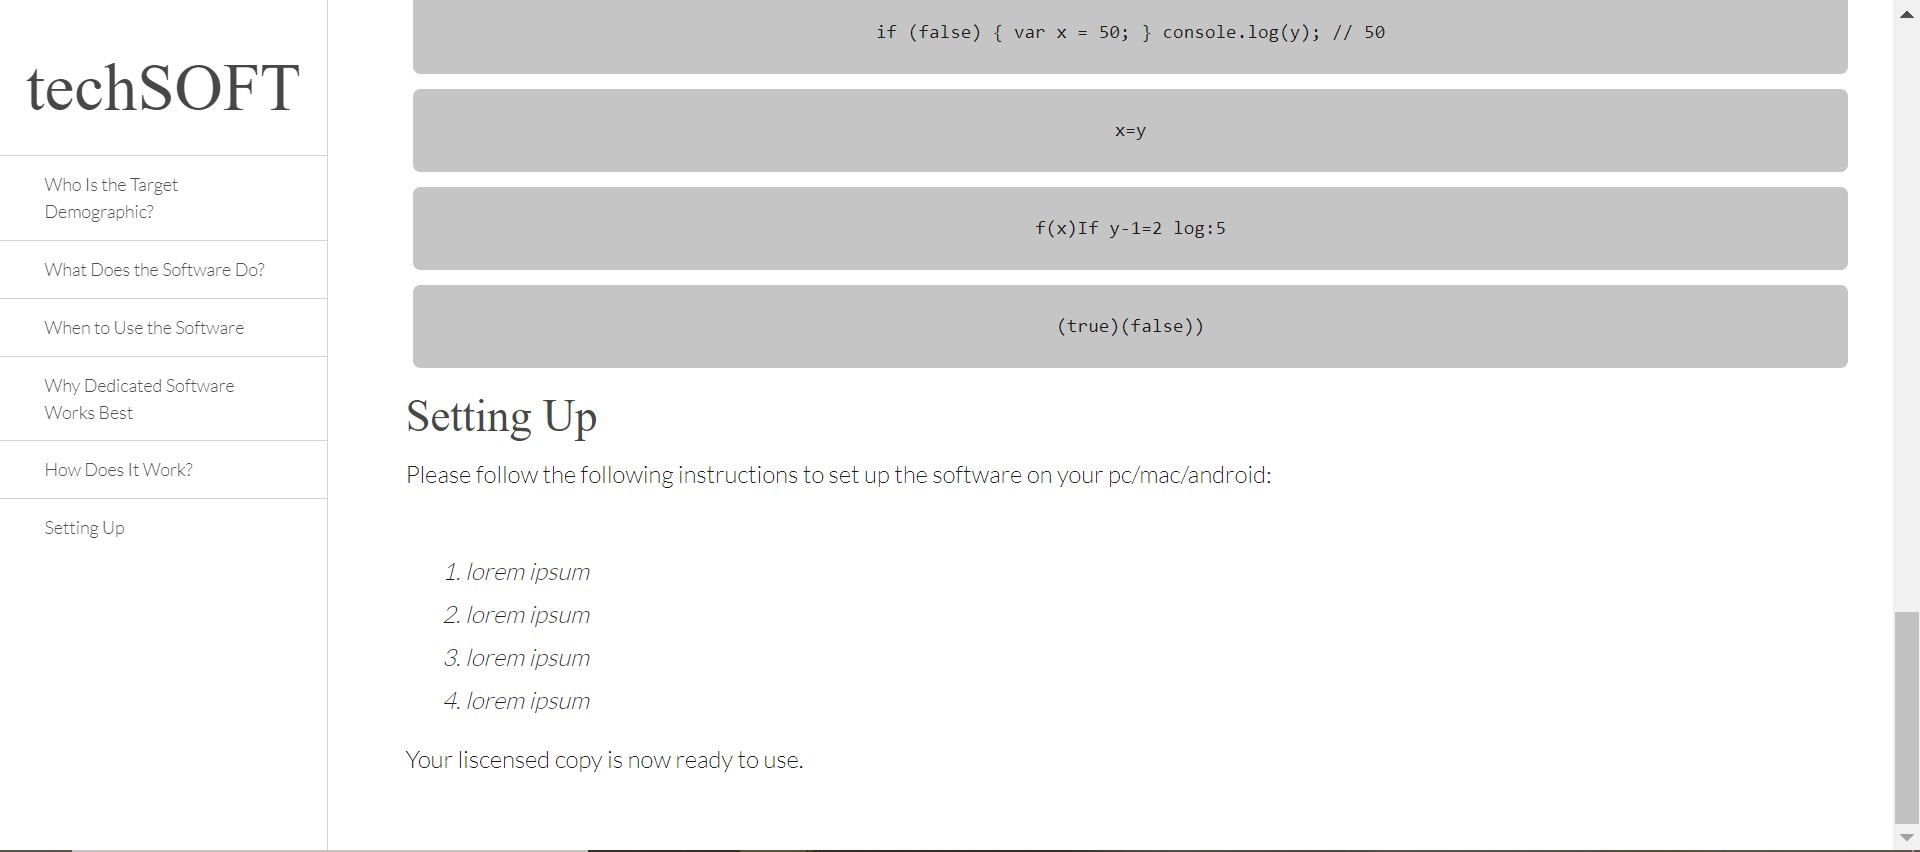 techSOFT
Who Is the Target
Demographic?
What Does the Software Do?
When to Use the Software
Why Dedicated Software
Works Best
How Does It Work?
Setting Up
if (false) { var x = 50; } console.log(y); // 50
x=y
f(x)If y-1=2 log:5
(true)(false))
Setting Up
Please follow the following instructions to set up the software on your pc/mac/android:
1. lorem ipsum
2. lorem ipsum
3. lorem ipsum
4. lorem ipsum
Your liscensed copy is now ready to use.